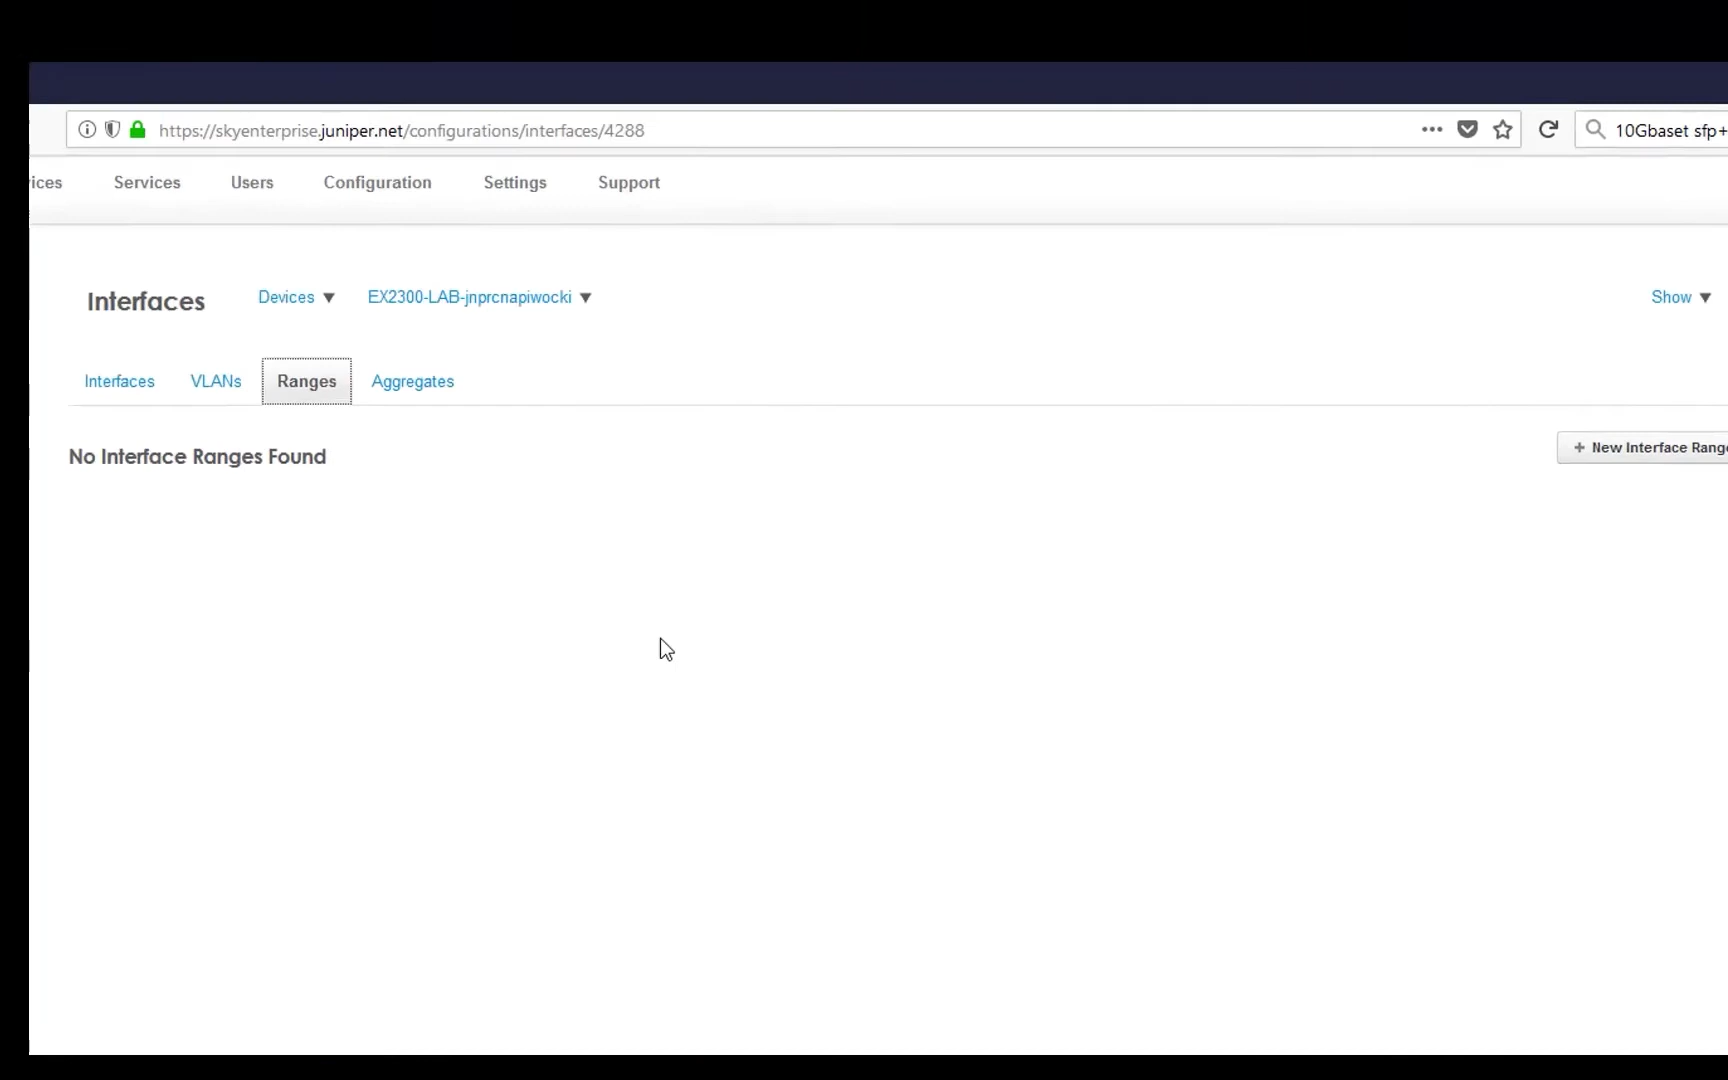 https://skyenterprise.juniper.net/configurations/interfaces/4288
10Gbaset sfp+
ices Services Users Configuration Settings Support
Interfaces Devices EX2300-LAB-jnprcnapiwocki Show
Interfaces VLANs Ranges Aggregates
No Interface Ranges Found + New Interface Rang